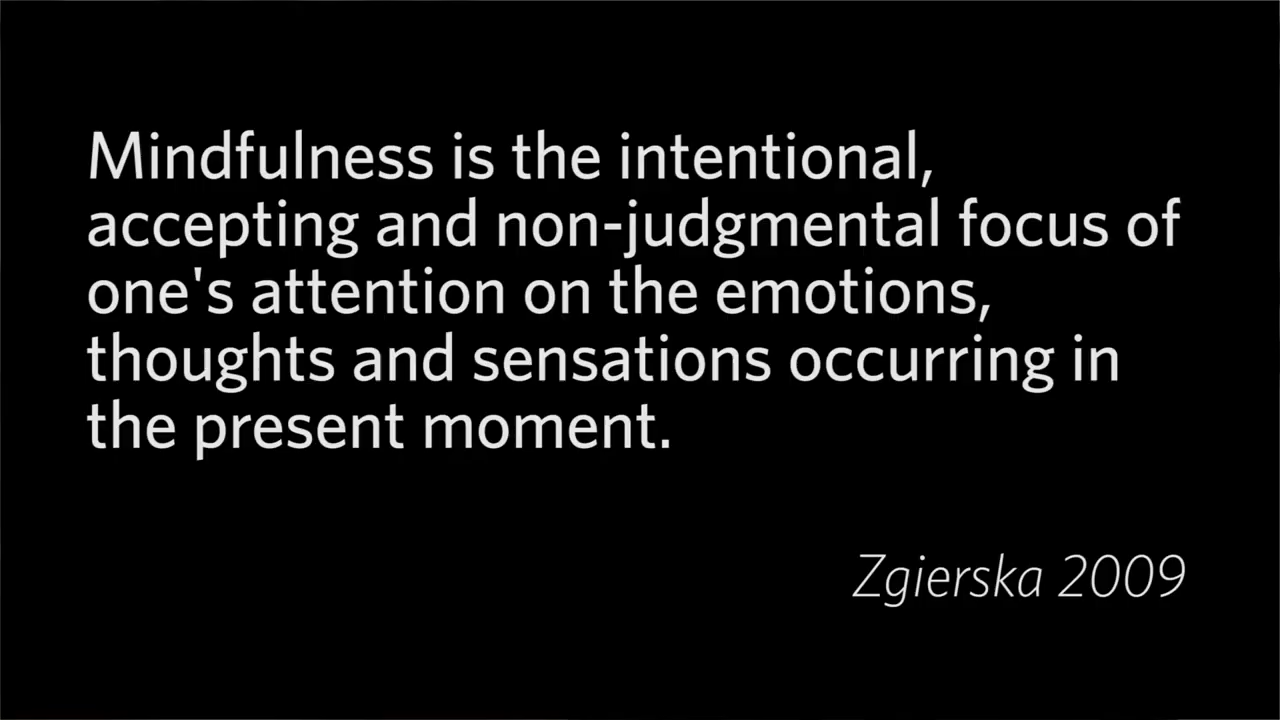 Mindfulness is the intentional,
accepting and non-judgmental focus of
one's attention on the emotions,
thoughts and sensations occurring in
the present moment.
Zgierska 2009